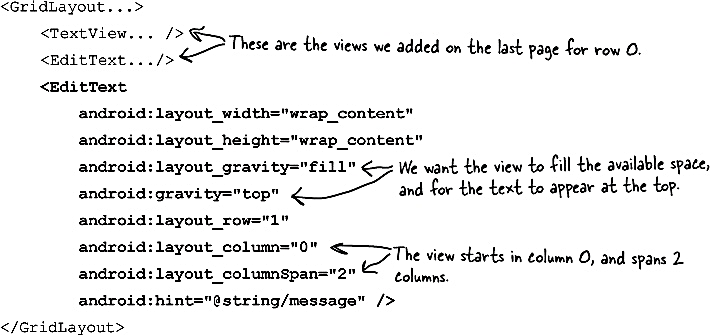 <GridLayout...>
<TextView... />
<EditText.../>
These are the views we added on the last page for row 0.
<EditText
android:layout_width="wrap_content"
android:layout_height="wrap_content"
android:layout_gravity="fill"
android:gravity="top"
We want the view to fill the available space,
and for the text to appear at the top.
android:layout_row="1"
android:layout_column="0"
android:layout_columnSpan="2"
The view starts in column 0, and spans 2
columns.
android:hint="@string/message" />
</GridLayout>